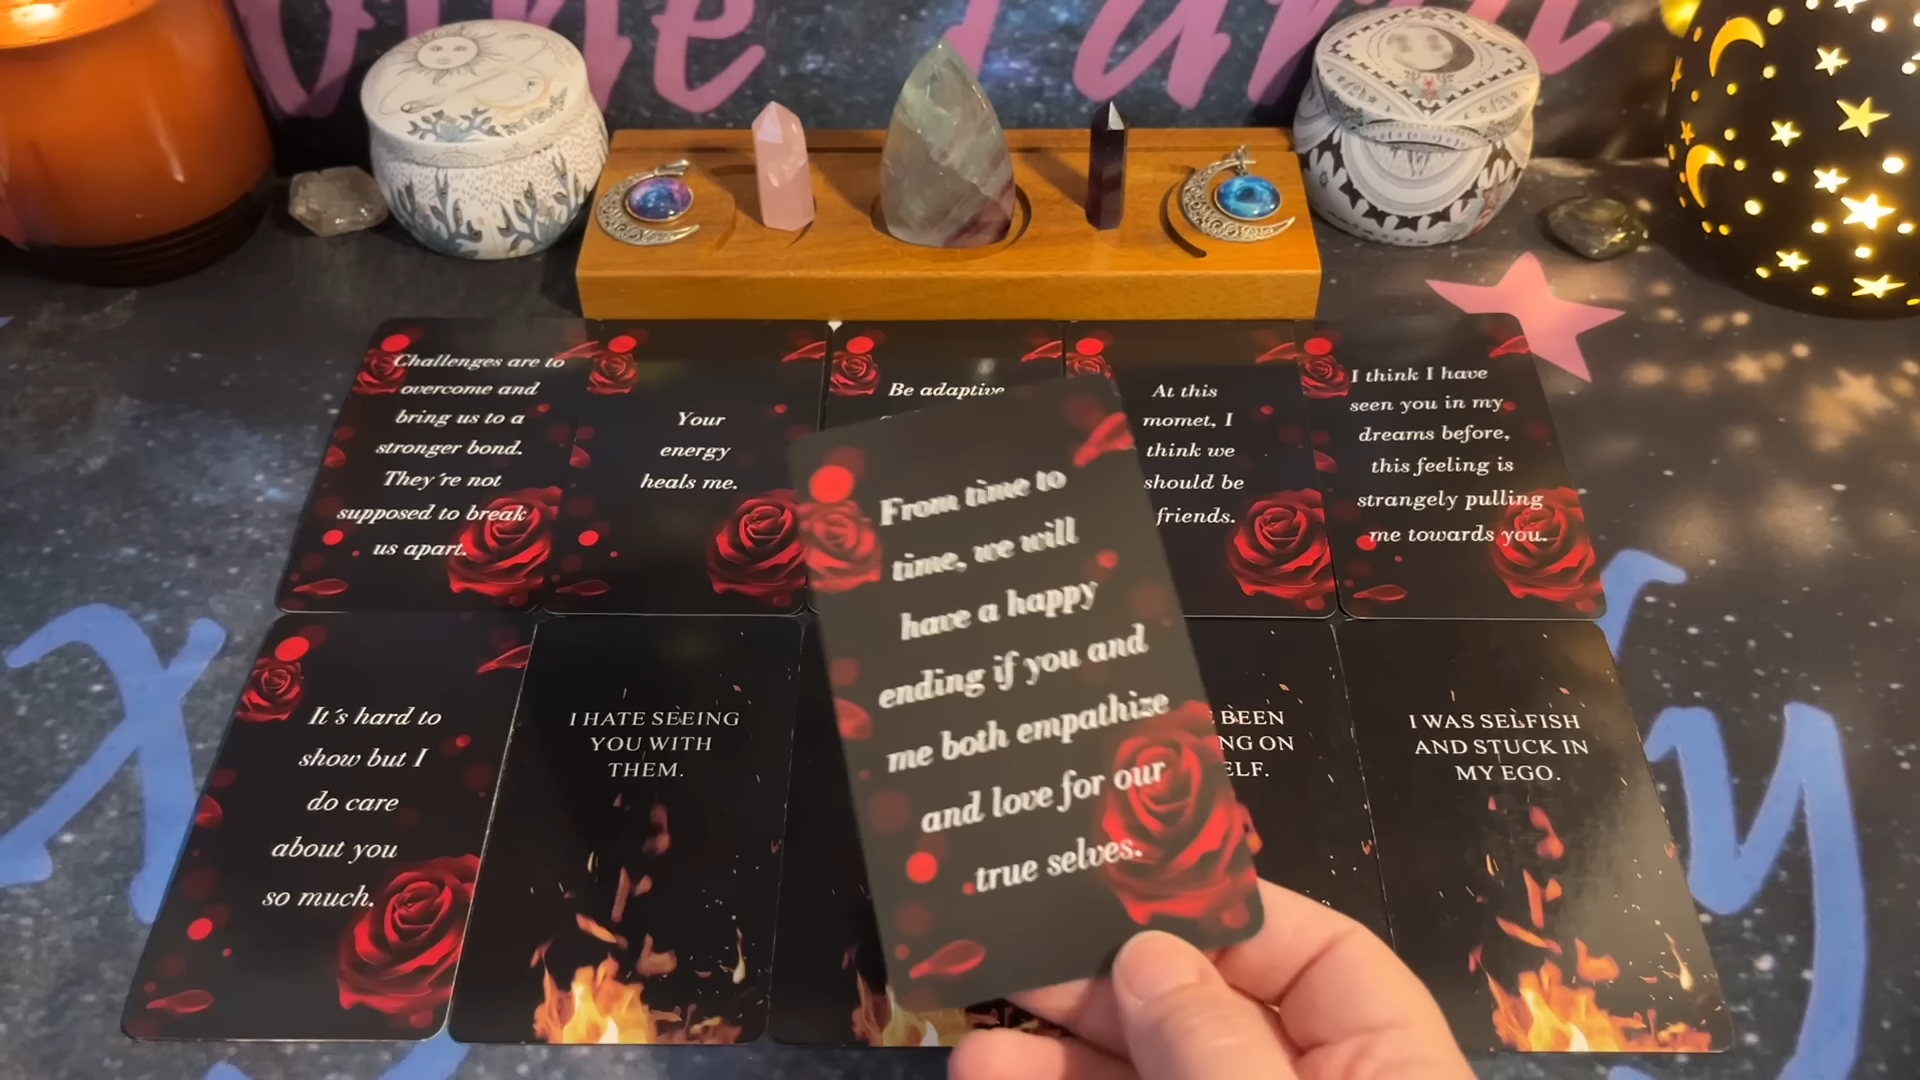 Challenges are to
overcome and
bring us to a
stronger bond.
They're not
supposed to break
us apart.
Your
energy
heals me.
Be adaptive
At this
momet, I
think we
should be
friends.
I think I have
seen you in my
dreams before,
this feeling is
strangely pulling
me towards you.
From time to
time, we will
have a happy
ending if you and
me both empathize
and love for our
true selves.
It's hard to
show but I
do care
about you
so much.
I HATE SEEING
YOU WITH
THEM.
BEEN
ON
I WAS SELFISH
AND STUCK IN
MY EGO.